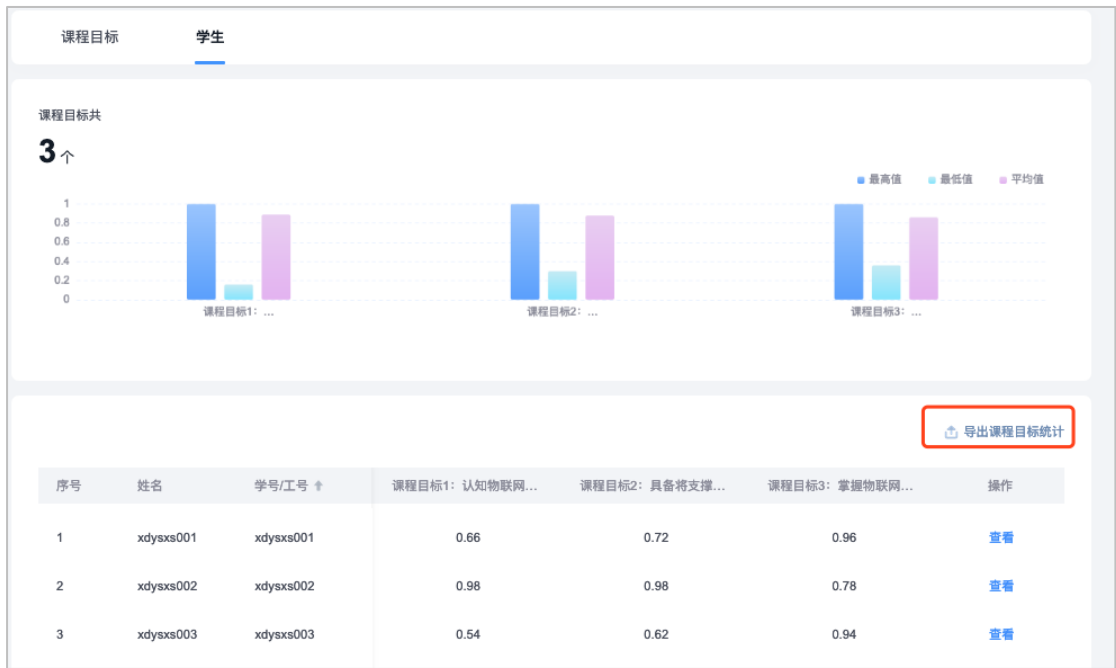 课程目标 学生
课程目标共
3 个
最高值 最低值 平均值
1
0.8
0.6
0.4
0.2
0
课程目标1: ... 课程目标2: ... 课程目标3: ...
导出课程目标统计
序号 姓名 学号/工号 课程目标1：认知物联网... 课程目标2：具备将支撑... 课程目标3：掌握物联网... 操作
1 xdysxs001 xdysxs001 0.66 0.72 0.96 查看
2 xdysxs002 xdysxs002 0.98 0.98 0.78 查看
3 xdysxs003 xdysxs003 0.54 0.62 0.94 查看